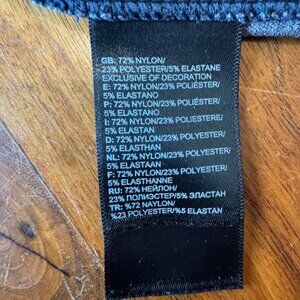 GB: 72% NYLON/
23% POLYESTER/5% ELASTANE
EXCLUSIVE OF DECORATION
E: 72% NYLON/23% POLIÉSTER/
5% ELASTANO
P: 72% NYLON/23% POLIÉSTER/
5% ELASTANO
I: 72% NYLON/23% POLIESTERE/
5% ELASTAN
D: 72% NYLON/23% POLYESTER/
5% ELASTHAN
NL: 72% NYLON/23% POLYESTER/
5% ELASTAAN
F: 72% NYLON/23% POLYESTER/
5% ELASTHANNE
RU: 72% НЕЙЛОН/
23% ПОЛИЭСТЕР/5% ЭЛАСТАН
TR: %72 NAYLON/
%23 POLYESTER/%5 ELASTAN